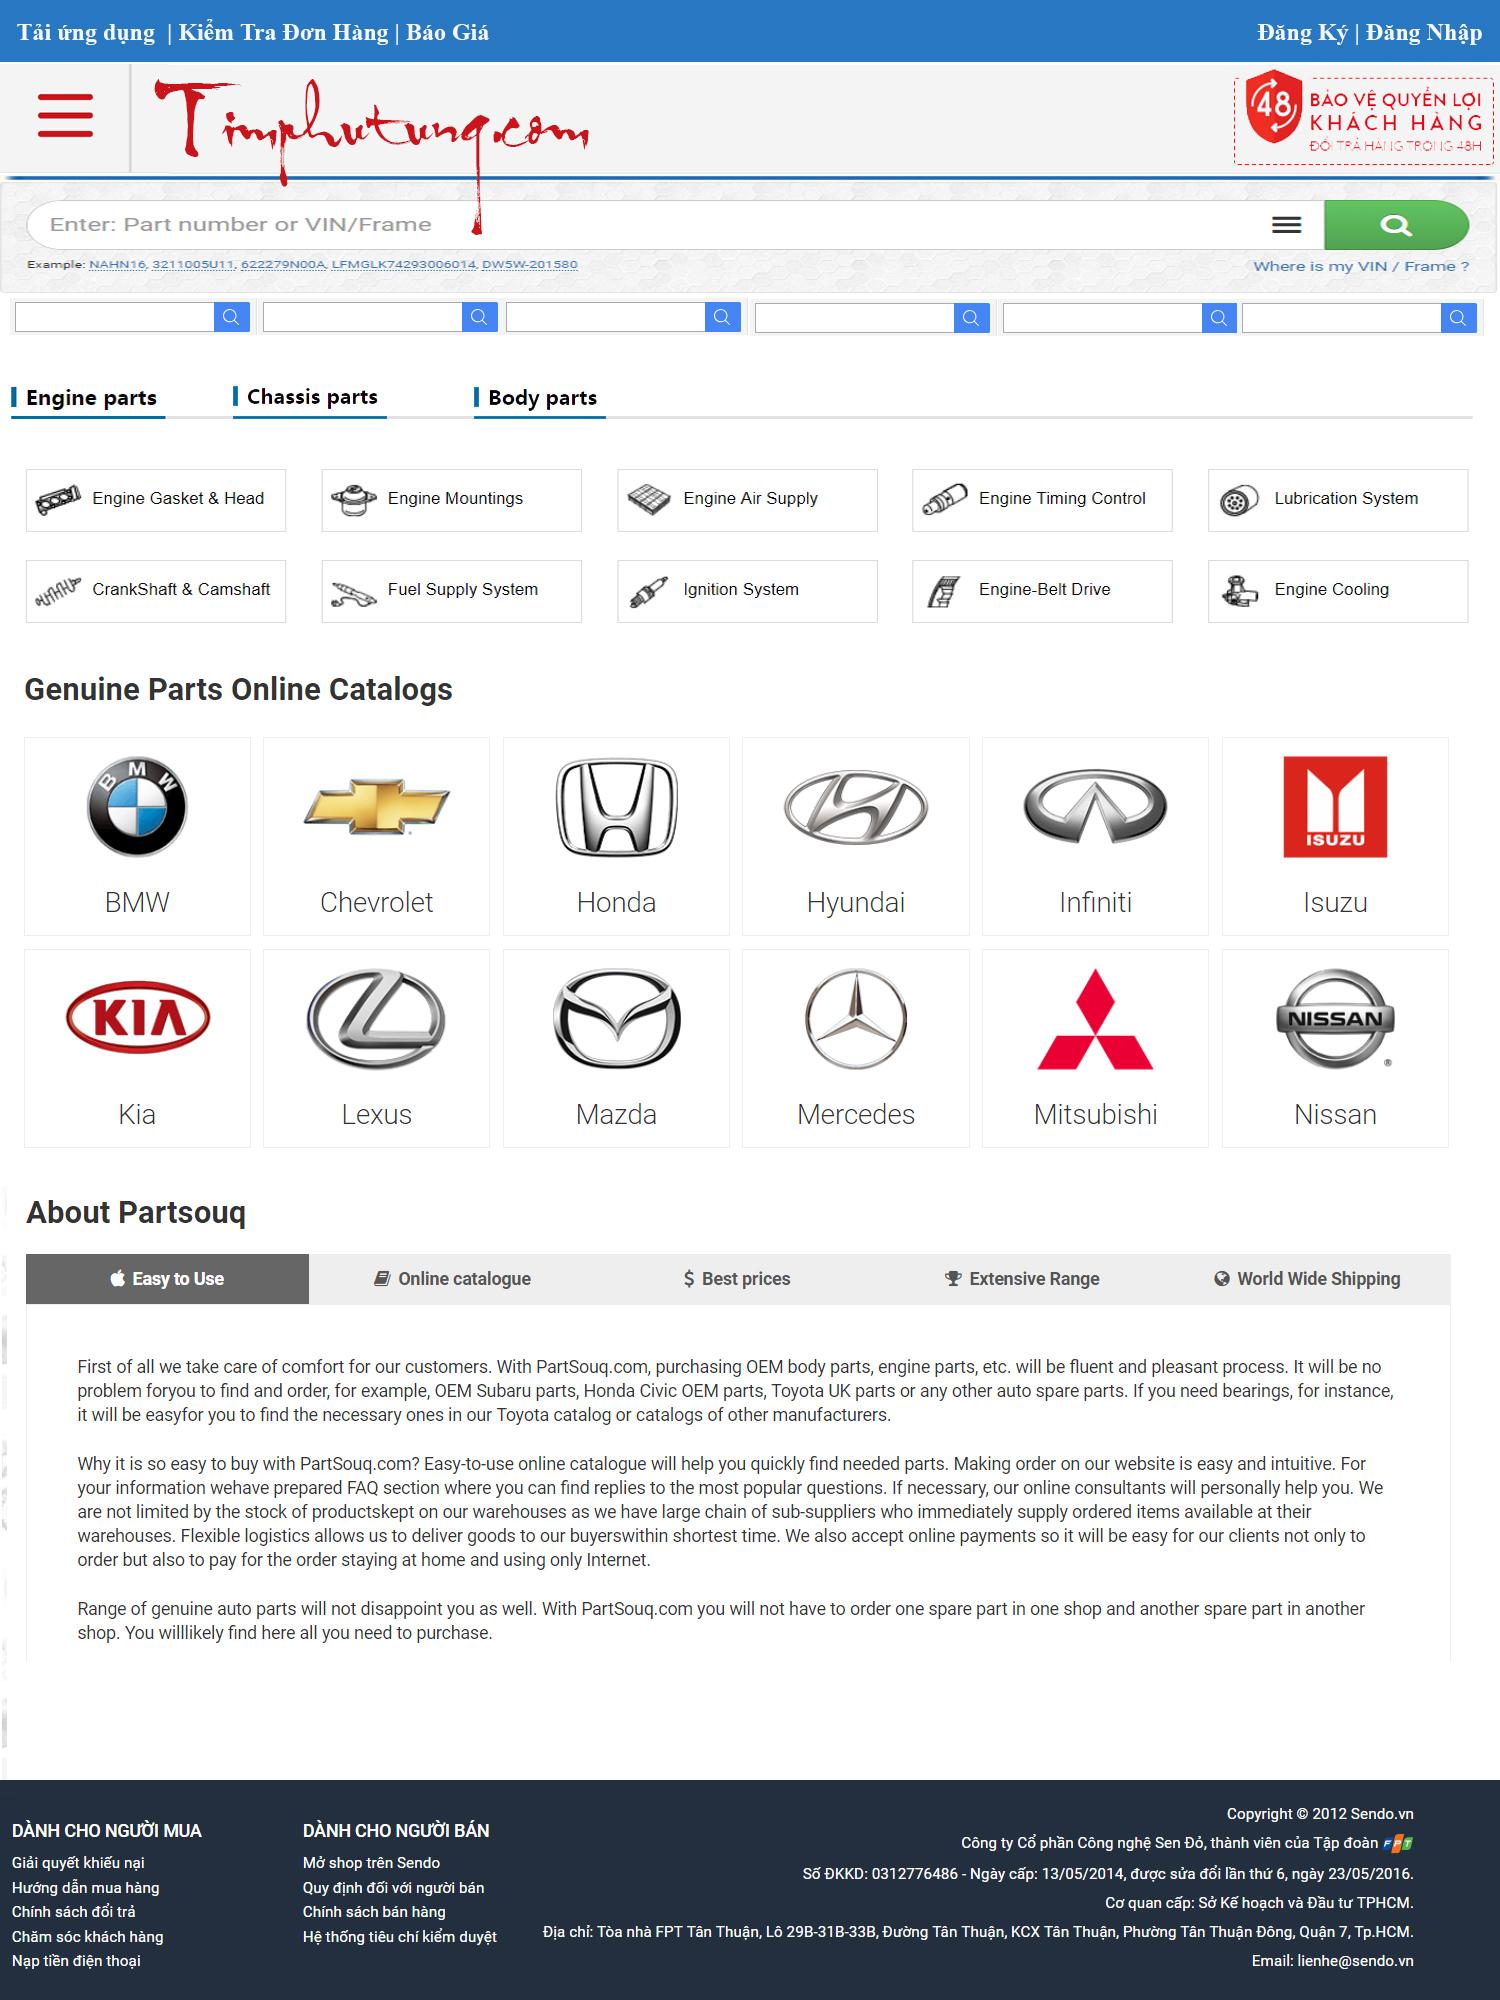 Tải ứng dụng | Kiểm Tra Đơn Hàng | Báo Giá
Đăng Ký | Đăng Nhập
Timphutung.com
48
BẢO VỆ QUYỀN LỢI
KHÁCH HÀNG
ĐỔI TRẢ HÀNG TRONG 48H
Enter: Part number or VIN/Frame
Example: NAHN16, 3211005U11, 622279N00A, LFMGLK74293006014, DW5W-201580
Where is my VIN / Frame ?
Engine parts
Chassis parts
Body parts
Engine Gasket & Head
Engine Mountings
Engine Air Supply
Engine Timing Control
Lubrication System
CrankShaft & Camshaft
Fuel Supply System
Ignition System
Engine-Belt Drive
Engine Cooling
Genuine Parts Online Catalogs
BMW
ISUZU
BMW
Chevrolet
Honda
Hyundai
Infiniti
Isuzu
KIA
NISSAN
Kia
Lexus
Mazda
Mercedes
Mitsubishi
Nissan
About Partsouq
Easy to Use
Online catalogue
$ Best prices
Extensive Range
World Wide Shipping
First of all we take care of comfort for our customers. With PartSouq.com, purchasing OEM body parts, engine parts, etc. will be fluent and pleasant process. It will be no
problem foryou to find and order, for example, OEM Subaru parts, Honda Civic OEM parts, Toyota UK parts or any other auto spare parts. If you need bearings, for instance,
it will be easyfor you to find the necessary ones in our Toyota catalog or catalogs of other manufacturers.
Why it is so easy to buy with PartSouq.com? Easy-to-use online catalogue will help you quickly find needed parts. Making order on our website is easy and intuitive. For
your information wehave prepared FAQ section where you can find replies to the most popular questions. If necessary, our online consultants will personally help you. We
are not limited by the stock of productskept on our warehouses as we have large chain of sub-suppliers who immediately supply ordered items available at their
warehouses. Flexible logistics allows us to deliver goods to our buyerswithin shortest time. We also accept online payments so it will be easy for our clients not only to
order but also to pay for the order staying at home and using only Internet.
Range of genuine auto parts will not disappoint you as well. With PartSouq.com you will not have to order one spare part in one shop and another spare part in another
shop. You willlikely find here all you need to purchase.
DÀNH CHO NGƯỜI MUA
Giải quyết khiếu nại
Hướng dẫn mua hàng
Chính sách đổi trả
Chăm sóc khách hàng
Nạp tiền điện thoại
DÀNH CHO NGƯỜI BÁN
Mở shop trên Sendo
Quy định đối với người bán
Chính sách bán hàng
Hệ thống tiêu chí kiểm duyệt
Copyright © 2012 Sendo.vn
Công ty Cổ phần Công nghệ Sen Đỏ, thành viên của Tập đoàn FPT
Số ĐKKD: 0312776486 - Ngày cấp: 13/05/2014, được sửa đổi lần thứ 6, ngày 23/05/2016.
Cơ quan cấp: Sở Kế hoạch và Đầu tư TPHCM.
Địa chỉ: Tòa nhà FPT Tân Thuận, Lô 29B-31B-33B, Đường Tân Thuận, KCX Tân Thuận, Phường Tân Thuận Đông, Quận 7, Tp.HCM.
Email: lienhe@sendo.vn